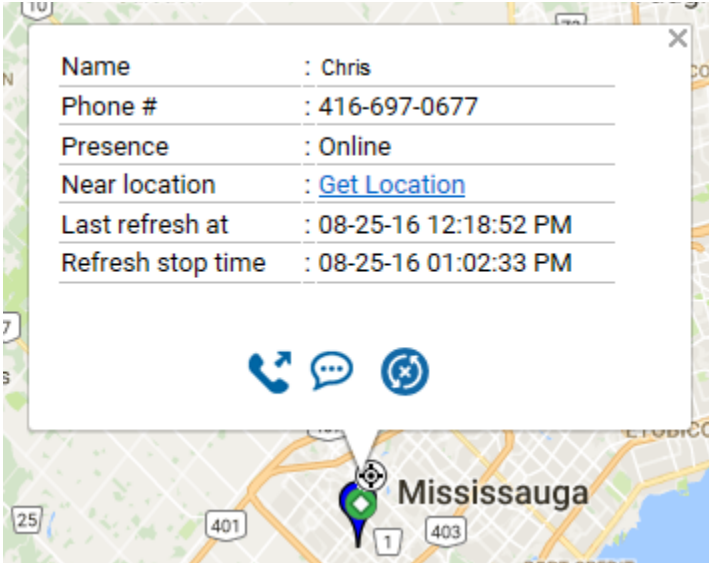 10
Name : Chris
Phone # : 416-697-0677
Presence : Online
Near location : Get Location
Last refresh at : 08-25-16 12:18:52 PM
Refresh stop time : 08-25-16 01:02:33 PM
Mississauga
25
401
1
403